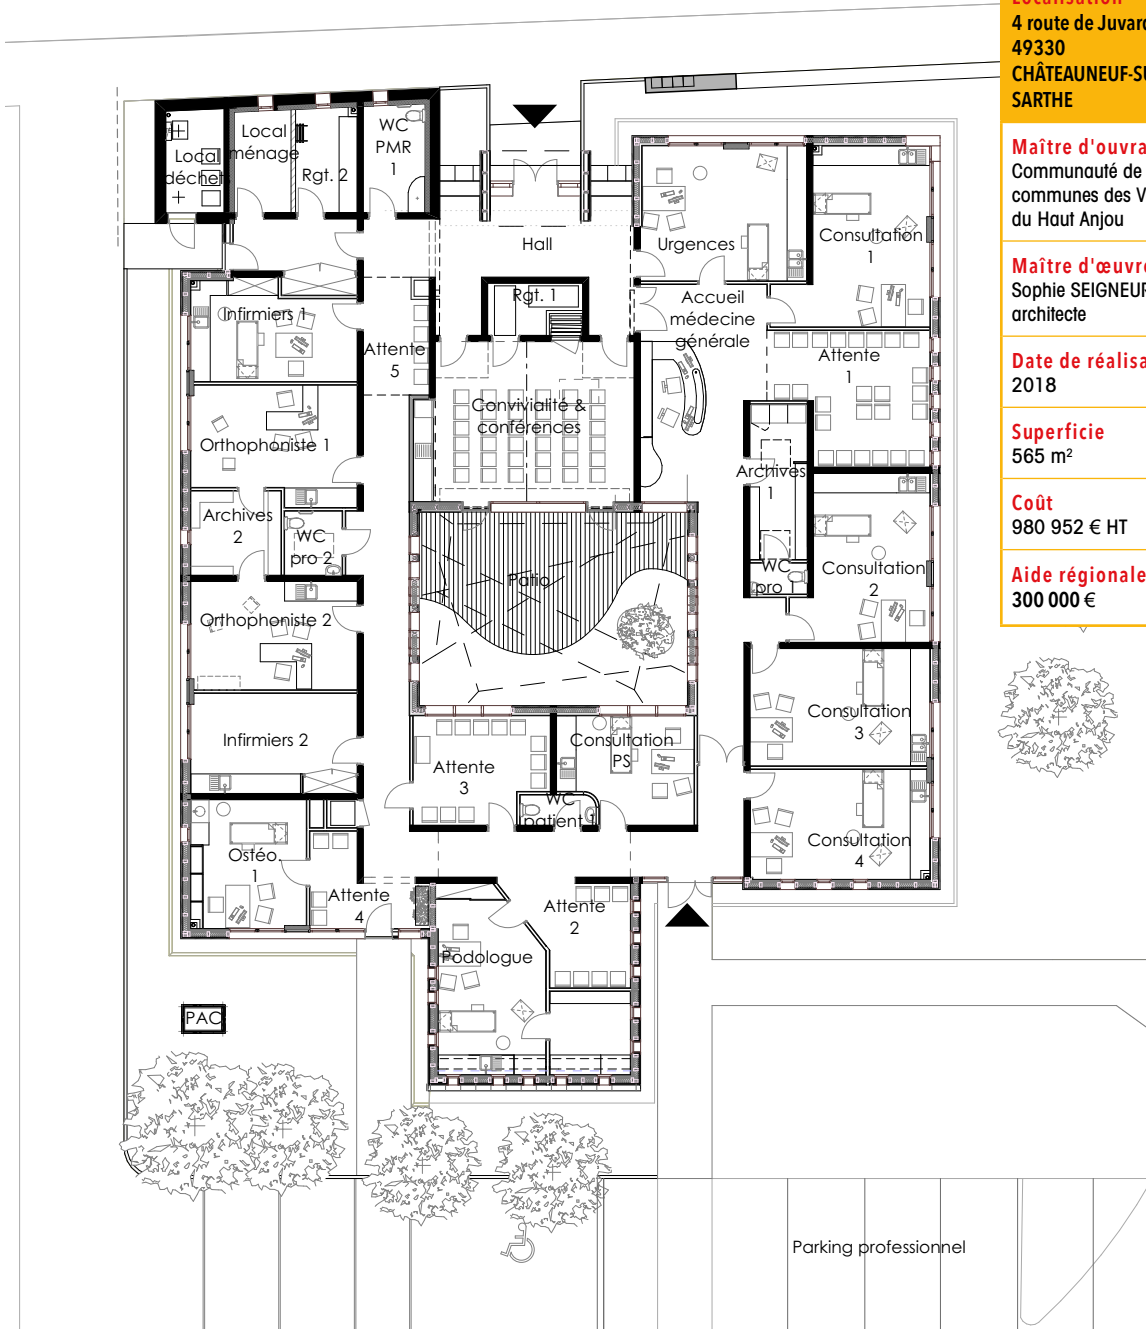 4 route de Juvard
49330
CHÂTEAUNEUF-SU
SARTHE
Maître d'ouvra
Communauté de
communes des V
du Haut Anjou
Maître d'œuvre
Sophie SEIGNEUR
architecte
Date de réalisa
2018
Superficie
565 m²
Coût
980 952 € HT
Aide régionale
300 000 €
Local
déchet
Local
ménage
Rgt. 2
WC
PMR
1
Hall
Urgences
Consultation
1
Rgt. 1
Accueil
médecine
générale
Infirmiers 1
Attente
5
Attente
1
Convivialité &
conférences
Orthophoniste 1
Archives
1
Archives
2
WC
pro 2
Patio
WC
pro
Consultation
2
Orthophoniste 2
Infirmiers 2
Attente
3
Consultation
PS
Consultation
3
WC
patient 1
Ostéo.
1
Attente
4
Consultation
4
Attente
2
Podologue
PAC
Parking professionnel